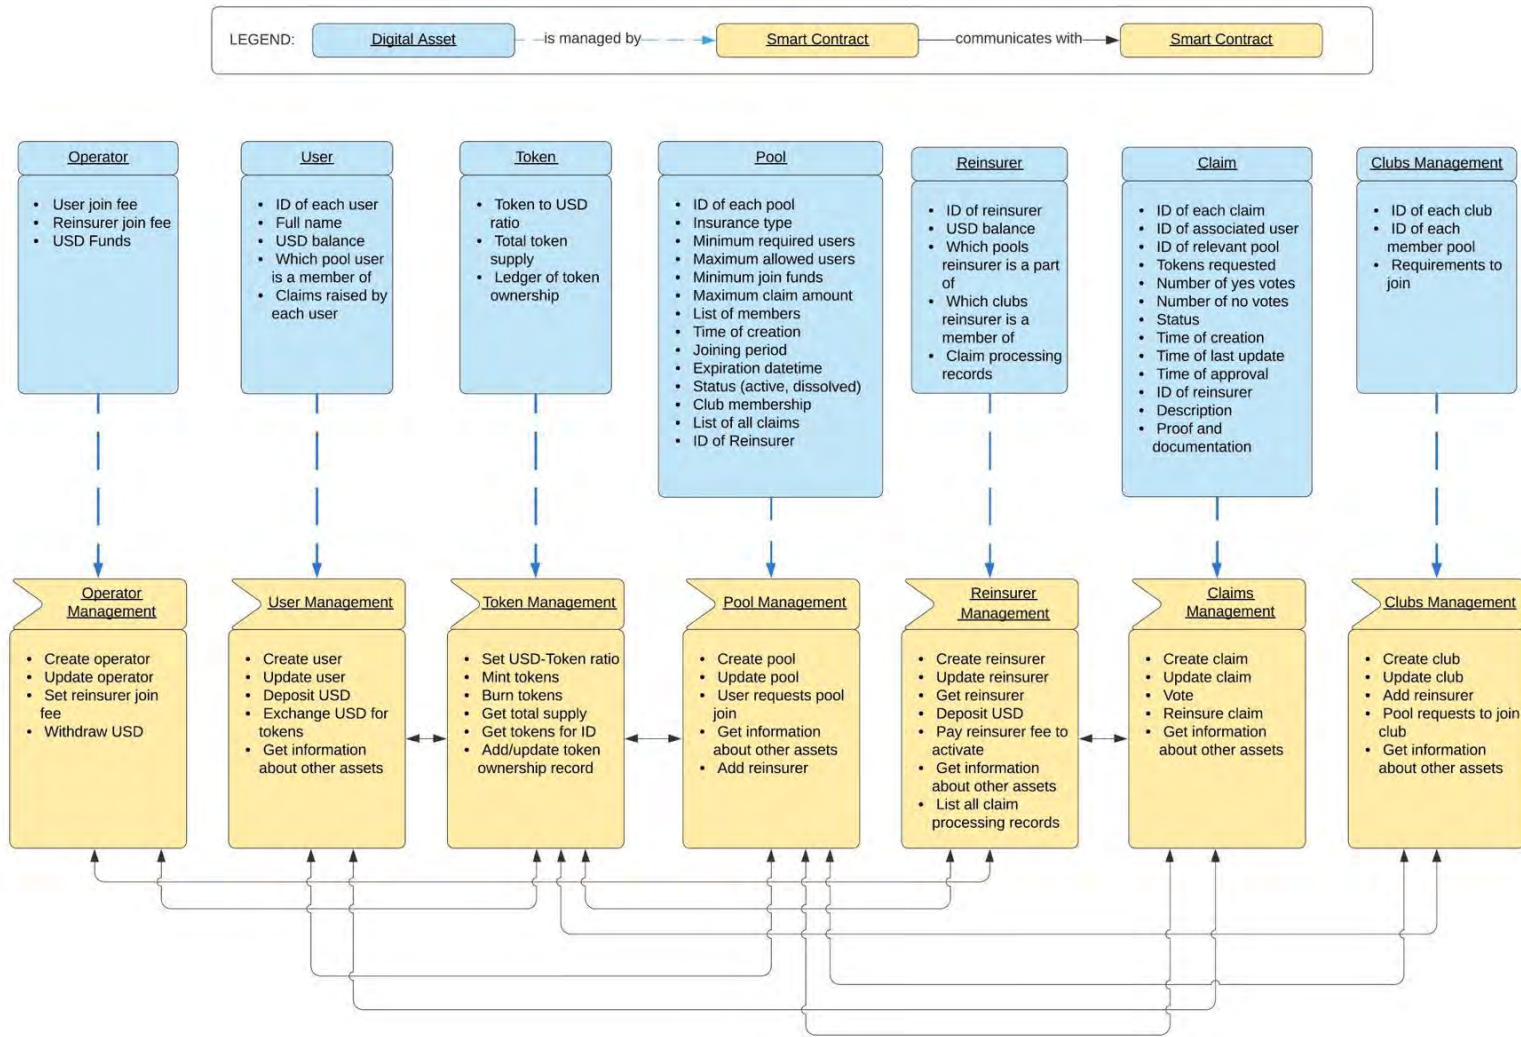 LEGEND:
Digital Asset
is managed by
Smart Contract
communicates with
Smart Contract
Operator
• User join fee
• Reinsurer join fee
• USD Funds
User
• ID of each user
• Full name
• USD balance
• Which pool user
is a member of
• Claims raised by
each user
Token
• Token to USD
ratio
• Total token
supply
• Ledger of token
ownership
Pool
• ID of each pool
• Insurance type
• Minimum required users
• Maximum allowed users
• Minimum join funds
• Maximum claim amount
• List of members
• Time of creation
• Joining period
• Expiration datetime
• Status (active, dissolved)
• Club membership
• List of all claims
• ID of Reinsurer
Reinsurer
• ID of reinsurer
• USD balance
• Which pools
reinsurer is a part
of
• Which clubs
reinsurer is a
member of
• Claim processing
records
Claim
• ID of each claim
• ID of associated user
• ID of relevant pool
• Tokens requested
• Number of yes votes
• Number of no votes
• Status
• Time of creation
• Time of last update
• Time of approval
• ID of reinsurer
• Description
• Proof and
documentation
Clubs Management
• ID of each club
• ID of each
member pool
• Requirements to
join
Operator
Management
• Create operator
• Update operator
• Set reinsurer join
fee
• Withdraw USD
User Management
• Create user
• Update user
• Deposit USD
• Exchange USD for
tokens
• Get information
about other assets
Token Management
• Set USD-Token ratio
• Mint tokens
• Burn tokens
• Get total supply
• Get tokens for ID
• Add/update token
ownership record
Pool Management
• Create pool
• Update pool
• User requests pool
join
• Get information
about other assets
• Add reinsurer
Reinsurer
Management
• Create reinsurer
• Update reinsurer
• Get reinsurer
• Deposit USD
• Pay reinsurer fee to
activate
• Get information
about other assets
• List all claim
processing records
Claims
Management
• Create claim
• Update claim
• Vote
• Reinsure claim
• Get information
about other assets
Clubs Management
• Create club
• Update club
• Add reinsurer
• Pool requests to join
club
• Get information
about other assets